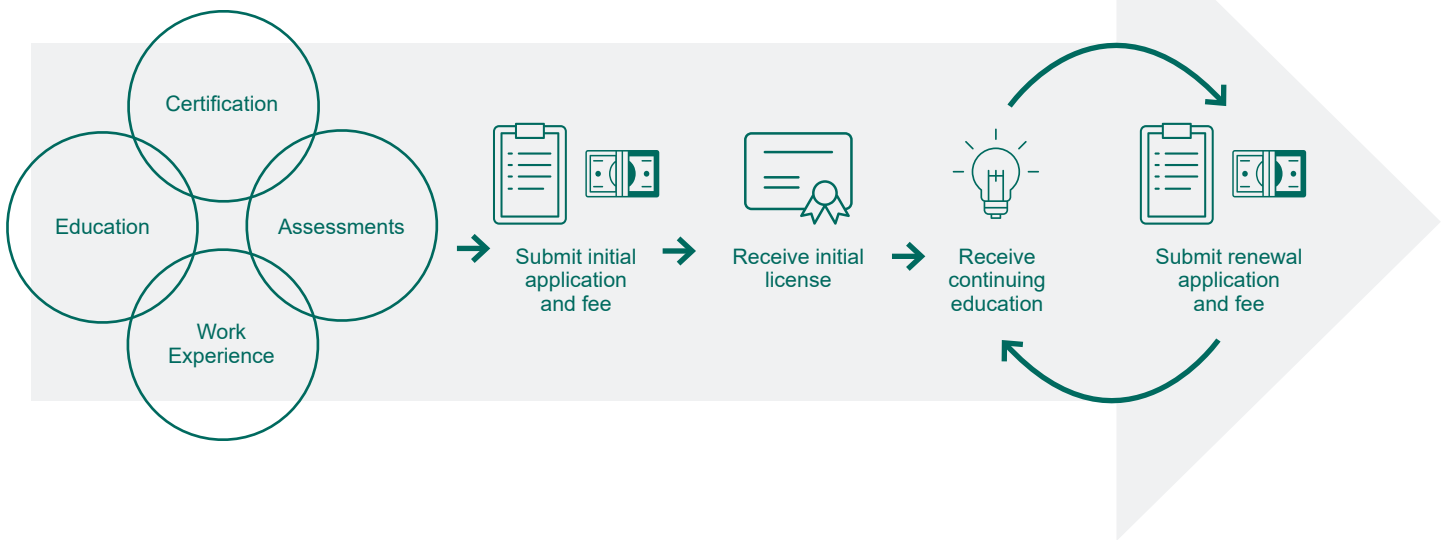 Certification
Education
Assessments
Work
Experience
Submit initial
application
and fee
Receive initial
license
Receive
continuing
education
Submit renewal
application
and fee